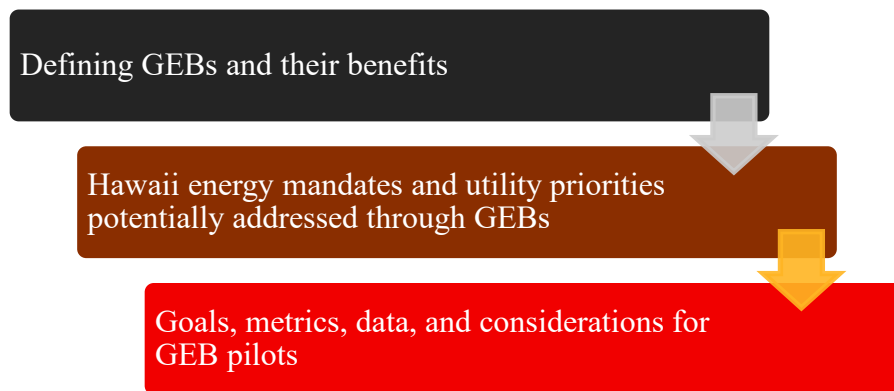 Defining GEBs and their benefits
Hawaii energy mandates and utility priorities
potentially addressed through GEBs
Goals, metrics, data, and considerations for
GEB pilots